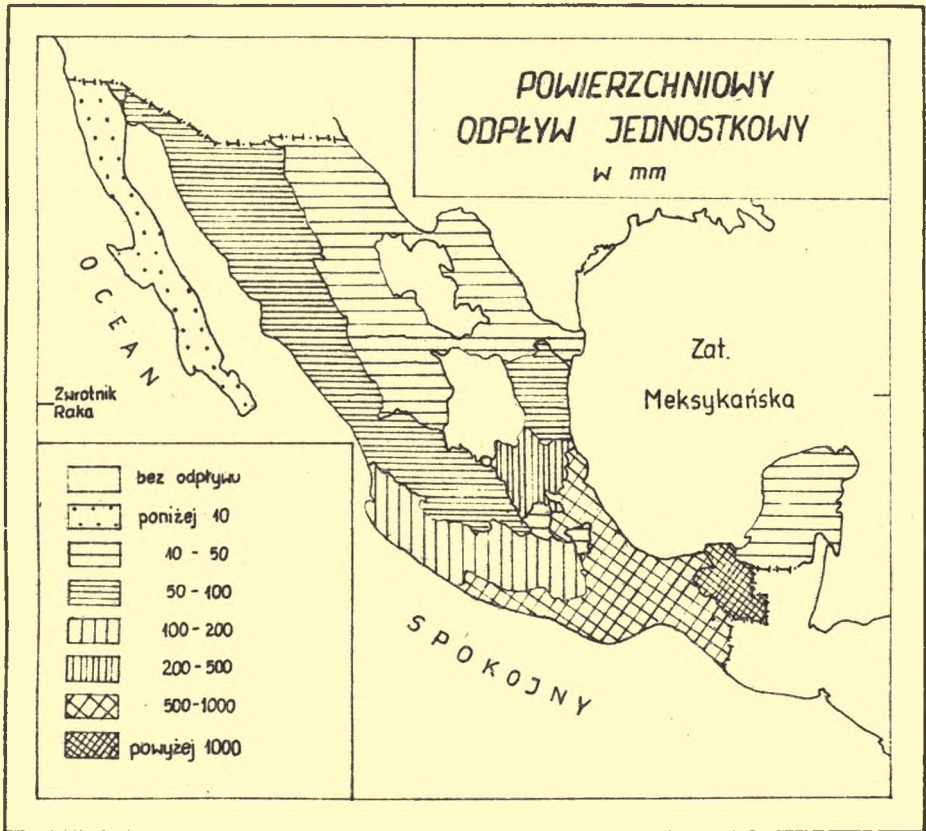 POWIERZCHNIOWY
ODPŁYW JEDNOSTKOWY
w mm
OCEAN
Zat.
Meksykańska
Zwrotnik
Raka
bez odpływu
poniżej 10
10 - 50
50 - 100
100 - 200
200 - 500
500 - 1000
powyżej 1000
SPOKOJNY